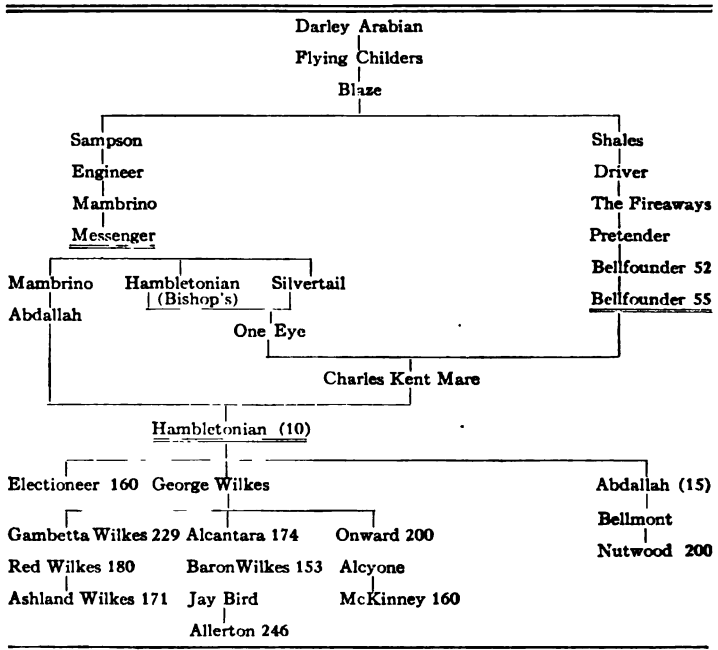 Darley Arabian
Flying Childers
Blaze
Sampson Shales
Engineer Driver
Mambrino The Fireaways
Messenger Pretender
Bellfounder 52
Mambrino Hambletonian Silvertail
(Bishop's) Bellfounder 55
Abdallah
One Eye
Charles Kent Mare
Hambletonian (10)
Electioneer 160 George Wilkes Abdallah (15)
Bellmont
Gambetta Wilkes 229 Alcantara 174 Onward 200
Nutwood 200
Red Wilkes 180 Baron Wilkes 153 Alcyone
Ashland Wilkes 171 Jay Bird McKinney 160
Allerton 246